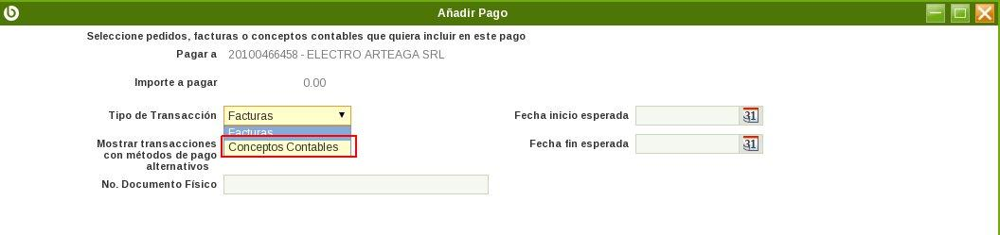 Añadir Pago
Seleccione pedidos, facturas o conceptos contables que quiera incluir en este pago
Pagar a 20100466458 - ELECTRO ARTEAGA SRL
Importe a pagar 0.00
Tipo de Transacción Facturas Fecha inicio esperada 31
Facturas
Mostrar transacciones Conceptos Contables Fecha fin esperada 31
con métodos de pago
alternativos
No. Documento Físico